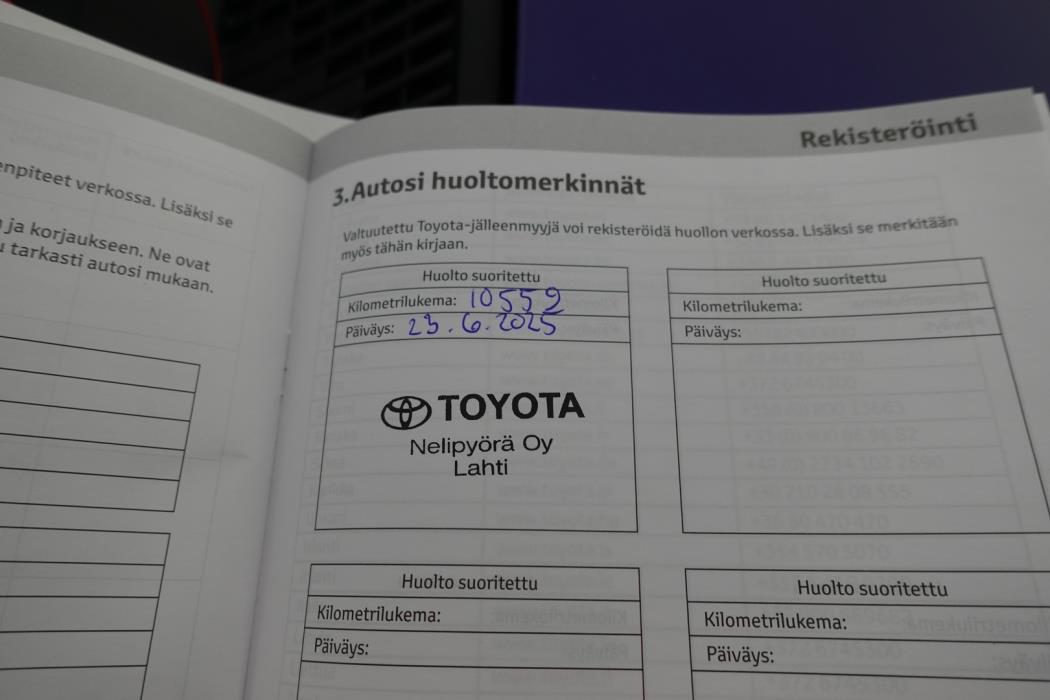 enpiteet verkossa. Lisäksi se
ja korjaukseen. Ne ovat
tarkasti autosi mukaan.
Rekisteröinti
3. Autosi huoltomerkinnät
Valtuutettu Toyota-jälleenmyyjä voi rekisteröidä huollon verkossa. Lisäksi se merkitään
myös tähän kirjaan.
Huolto suoritettu
Kilometrilukema: 10559
Päiväys: 23.6.2025
TOYOTA
Nelipyörä Oy
Lahti
Huolto suoritettu
Kilometrilukema:
Päiväys:
Huolto suoritettu
Kilometrilukema:
Päiväys:
Huolto suoritettu
Kilometrilukema:
Päiväys: